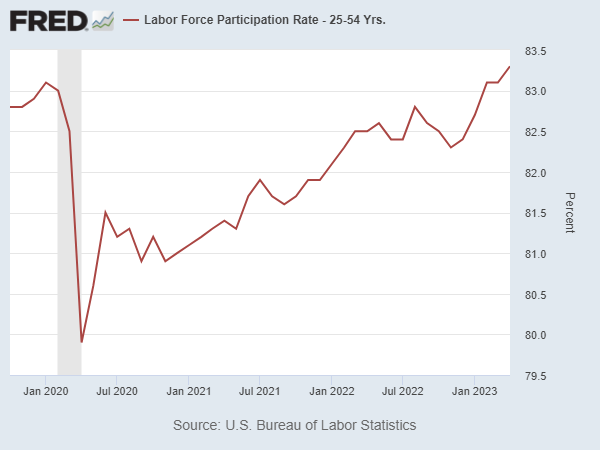 FRED Labor Force Participation Rate - 25-54 Yrs.
83.5
83.0
82.5
82.0
81.5
81.0
80.5
80.0
79.5
Percent
Jan 2020 Jul 2020 Jan 2021 Jul 2021 Jan 2022 Jul 2022 Jan 2023
Source: U.S. Bureau of Labor Statistics